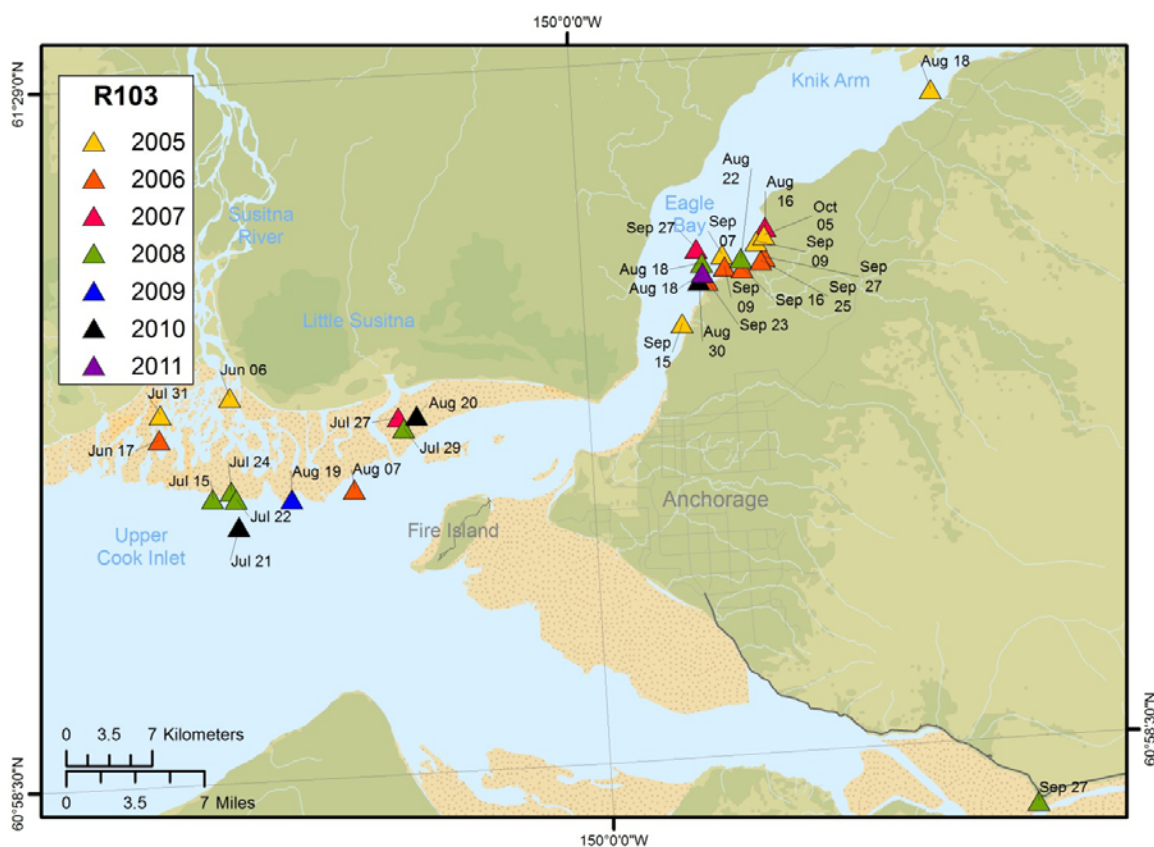 150°0'0"W
61°29'0"N
R103
2005
2006
2007
2008
2009
2010
2011
Susitna
River
Little Susitna
Knik Arm
Aug 18
Aug
22
Aug
16
Eagle
Bay
Sep
07
Oct
05
Sep 27
Sep
09
Aug 18
Sep
27
Aug 18
Sep
09
Sep 16
Sep
25
Sep 23
Sep
15
Aug
30
Jun 06
Jul 31
Jun 17
Jul 27
Aug 20
Jul 29
Jul 24
Jul 15
Aug 19
Aug 07
Jul 22
Jul 21
Upper
Cook Inlet
Fire Island
Anchorage
0 3.5 7 Kilometers
0 3.5 7 Miles
60°58'30"N
60°58'30"N
Sep 27
150°0'0"W